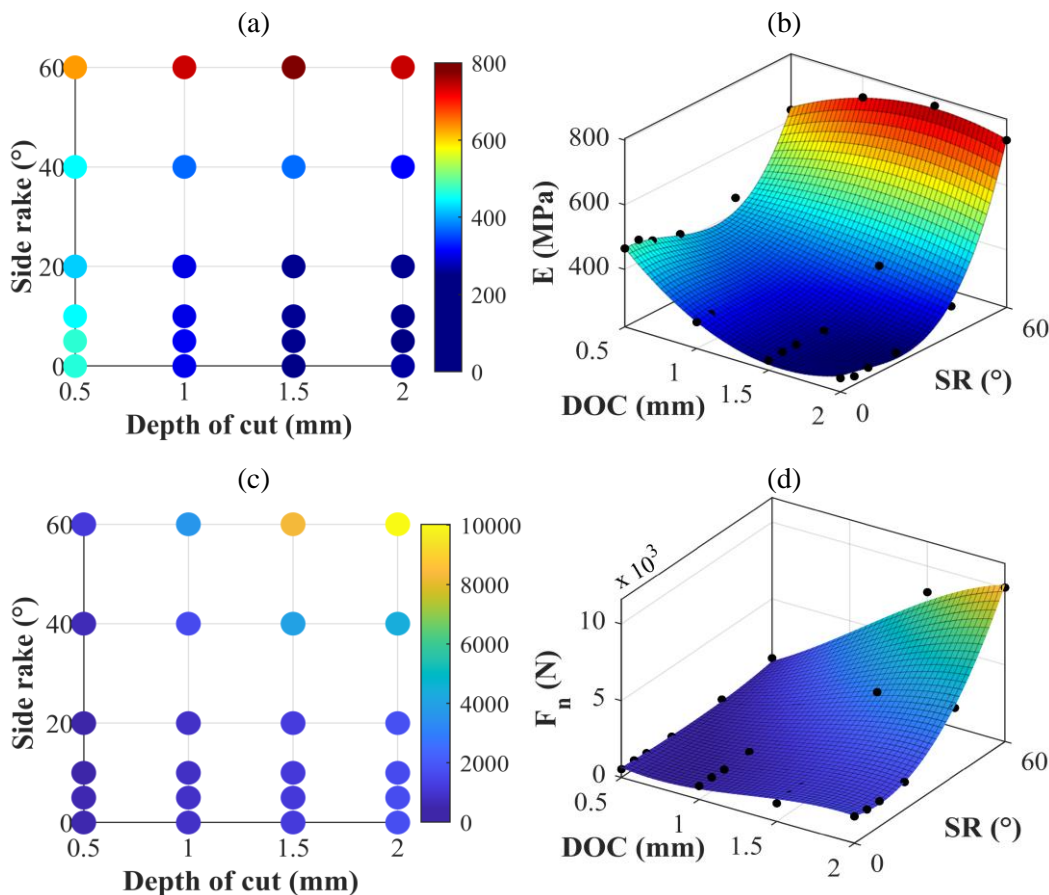 (a)
60
40
20
0
0.5 1 1.5 2
Side rake (°)
Depth of cut (mm)
800
600
400
200
0
(b)
800
600
400
E (MPa)
0.5
1
1.5
2
DOC (mm)
0
60
SR (°)
(c)
60
40
20
0
0.5 1 1.5 2
Side rake (°)
Depth of cut (mm)
10000
8000
6000
4000
2000
0
(d)
x 10³
10
5
0
Fₙ (N)
0.5
1
1.5
2
DOC (mm)
0
60
SR (°)